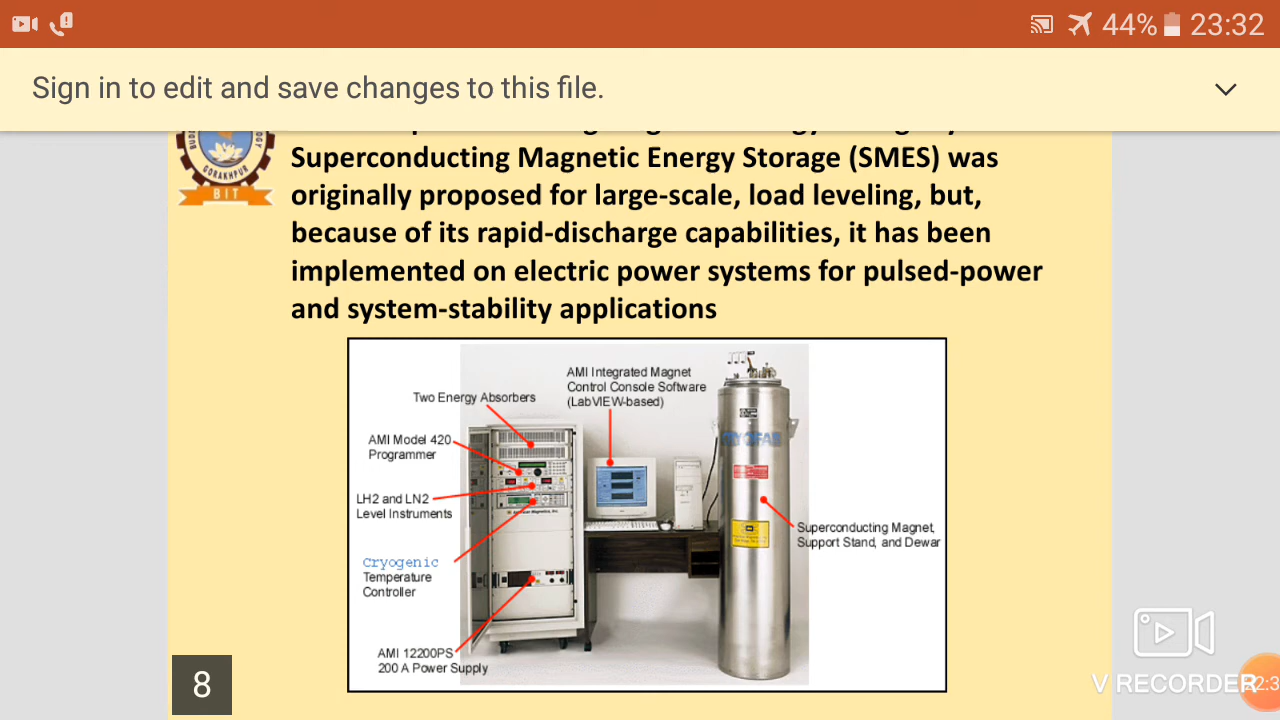 44% 23:32
Sign in to edit and save changes to this file.
GORAKHPUR
BIT
Superconducting Magnetic Energy Storage (SMES) was
originally proposed for large-scale, load leveling, but,
because of its rapid-discharge capabilities, it has been
implemented on electric power systems for pulsed-power
and system-stability applications
AMI Integrated Magnet
Control Console Software
(LabVIEW-based)
Two Energy Absorbers
AMI Model 420
Programmer
LH2 and LN2
Level Instruments
Cryogenic
Temperature
Controller
AMI 12200PS
200 A Power Supply
Superconducting Magnet,
Support Stand, and Dewar
8
V RECORDER